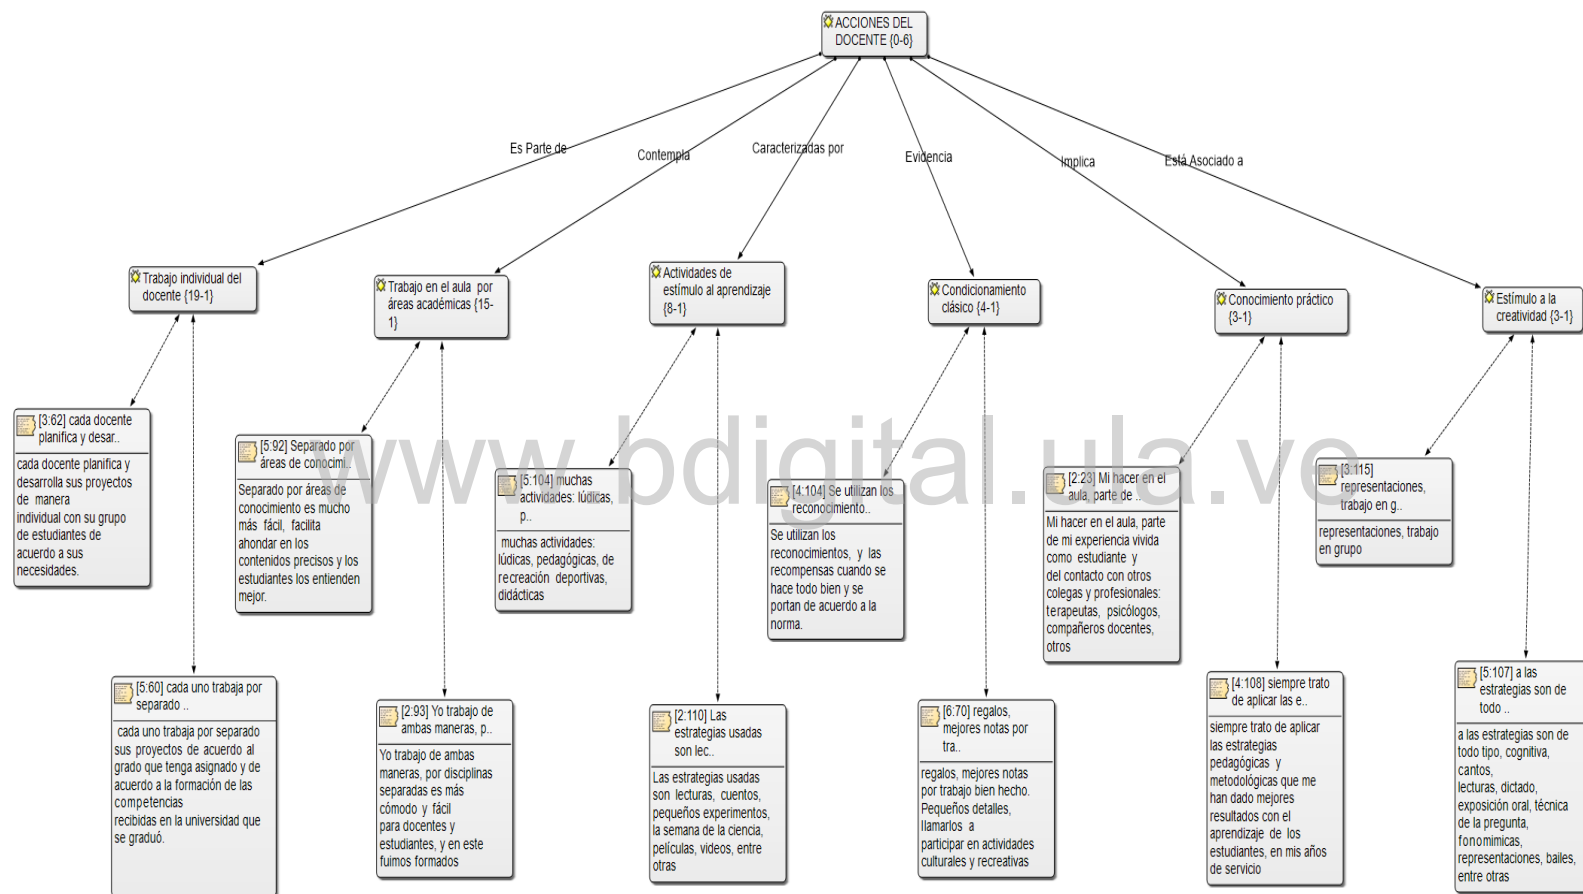 ACCIONES DEL
DOCENTE {0-6}
Es Parte de
Contempla
Caracterizadas por
Evidencia
Implica
Está Asociado a
Trabajo individual del
docente {19-1}
Trabajo en el aula por
áreas académicas {15-
1}
Actividades de
estímulo al aprendizaje
{8-1}
Condicionamiento
clásico {4-1}
Conocimiento práctico
{3-1}
Estímulo a la
creatividad {3-1}
[3:62] cada docente
planifica y desar..
cada docente planifica y
desarrolla sus proyectos
de manera
individual con su grupo
de estudiantes de
acuerdo a sus
necesidades.
[5:92] Separado por
áreas de conocimi..
Separado por áreas de
conocimiento es mucho
más fácil, facilita
ahondar en los
contenidos precisos y los
estudiantes los entienden
mejor.
[5:104] muchas
actividades: lúdicas,
p..
muchas actividades:
lúdicas, pedagógicas, de
recreación deportivas,
didácticas
[4:104] Se utilizan los
reconocimiento..
Se utilizan los
reconocimientos, y las
recompensas cuando se
hace todo bien y se
portan de acuerdo a la
norma.
[2:23] Mi hacer en el
aula, parte de ..
Mi hacer en el aula, parte
de mi experiencia vivida
como estudiante y
del contacto con otros
colegas y profesionales:
terapeutas, psicólogos,
compañeros docentes,
otros
[3:115]
representaciones,
trabajo en g..
representaciones, trabajo
en grupo
www.bdigital.ula.ve
[5:60] cada uno trabaja por
separado ..
cada uno trabaja por separado
sus proyectos de acuerdo al
grado que tenga asignado y de
acuerdo a la formación de las
competencias
recibidas en la universidad que
se graduó.
[2:93] Yo trabajo de
ambas maneras, p..
Yo trabajo de ambas
maneras, por disciplinas
separadas es más
cómodo y fácil
para docentes y
estudiantes, y en este
fuimos formados
[2:110] Las
estrategias usadas
son lec..
Las estrategias usadas
son lecturas, cuentos,
pequeños experimentos,
la semana de la ciencia,
películas, videos, entre
otras
[6:70] regalos,
mejores notas por
tra..
regalos, mejores notas
por trabajo bien hecho.
Pequeños detalles,
llamarlos a
participar en actividades
culturales y recreativas
[4:108] siempre trato
de aplicar las e..
siempre trato de aplicar
las estrategias
pedagógicas y
metodológicas que me
han dado mejores
resultados con el
aprendizaje de los
estudiantes, en mis años
de servicio
[5:107] a las
estrategias son de
todo ..
a las estrategias son de
todo tipo, cognitiva,
cantos,
lecturas, dictado,
exposición oral, técnica
de la pregunta,
fonomimicas,
representaciones, bailes,
entre otras